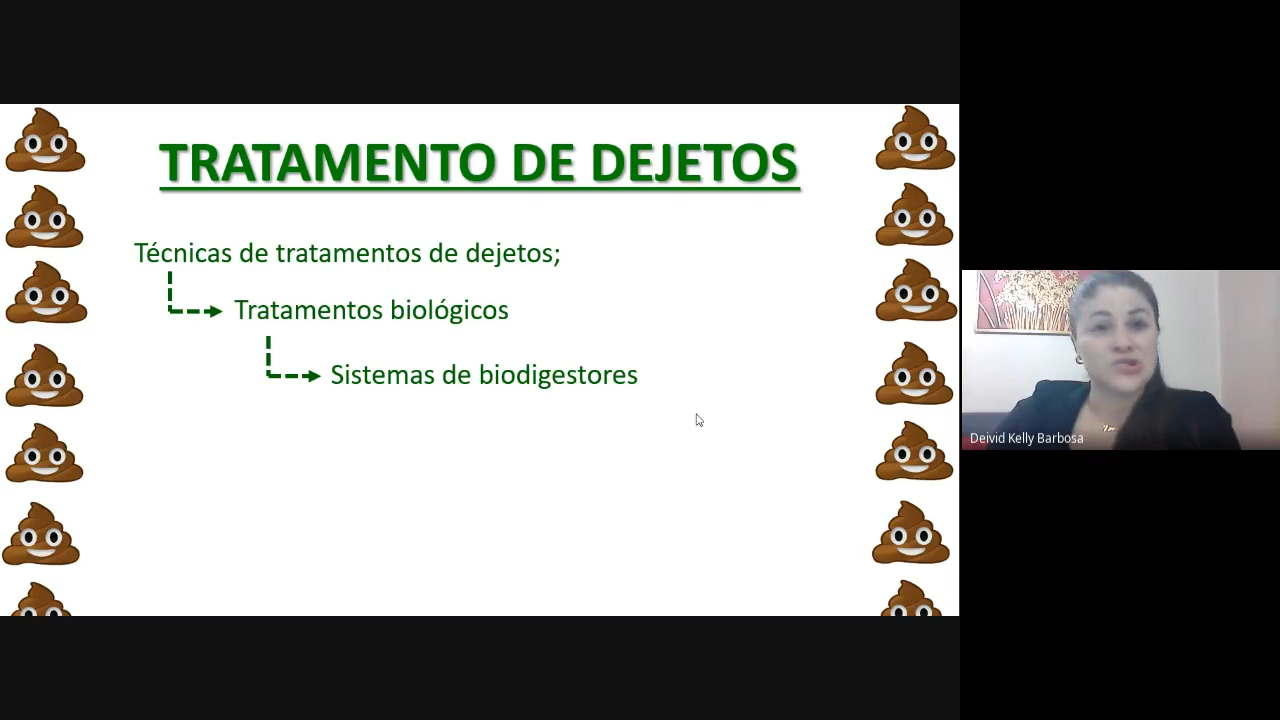 TRATAMENTO DE DEJETOS
Técnicas de tratamentos de dejetos;
Tratamentos biológicos
Sistemas de biodigestores
Deivid Kelly Barbosa